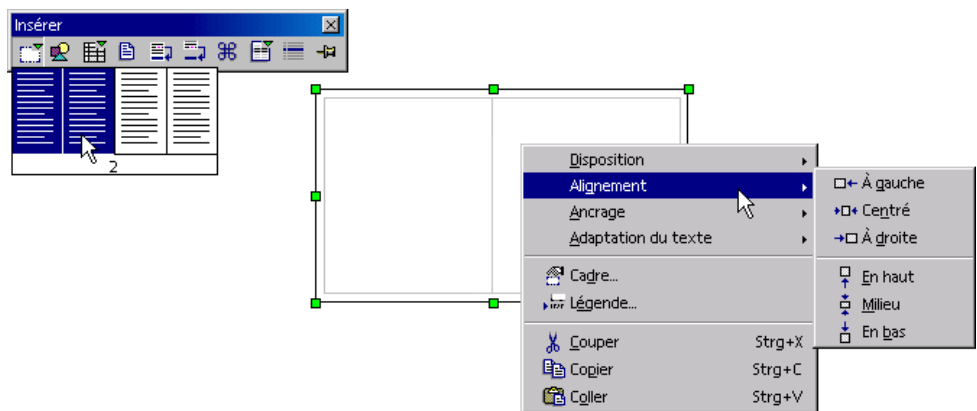 Insérer
2
Disposition
Alignement
Ancrage
Adaptation du texte
Cadre...
Légende...
Couper Strg+X
Copier Strg+C
Coller Strg+V
À gauche
Centré
À droite
En haut
Milieu
En bas